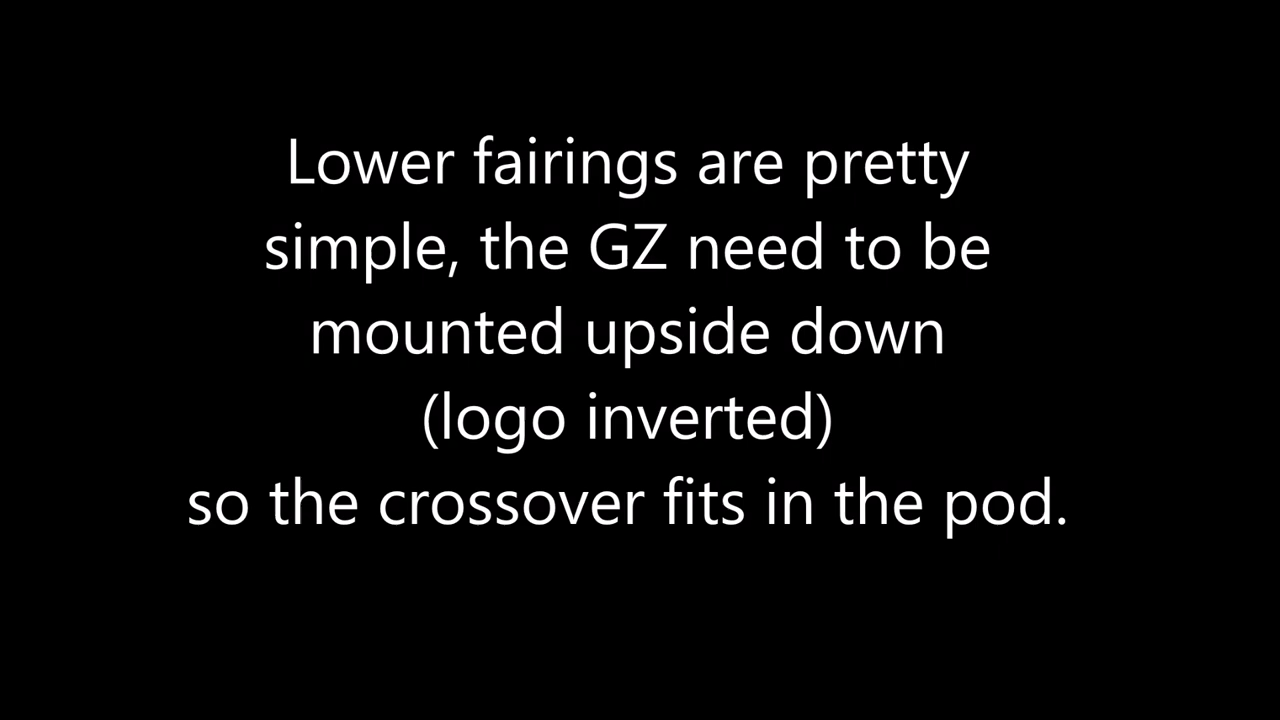 Lower fairings are pretty
simple, the GZ need to be
mounted upside down
(logo inverted)
so the crossover fits in the pod.